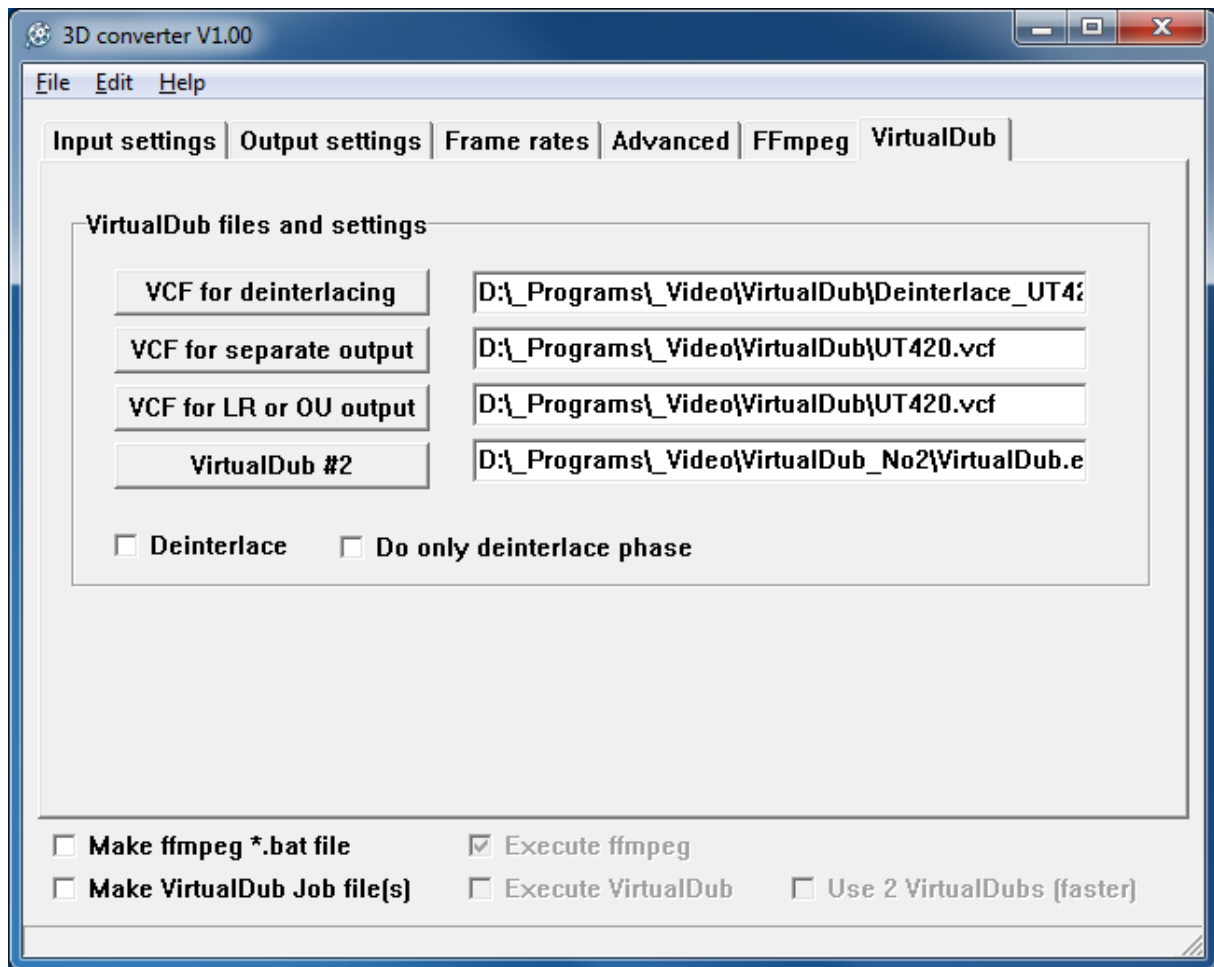 3D converter V1.00
File Edit Help
Input settings Output settings Frame rates Advanced FFmpeg VirtualDub
VirtualDub files and settings
VCF for deinterlacing D:\_Programs\_Video\VirtualDub\Deinterlace_UT42
VCF for separate output D:\_Programs\_Video\VirtualDub\UT420.vcf
VCF for LR or OU output D:\_Programs\_Video\VirtualDub\UT420.vcf
VirtualDub #2 D:\_Programs\_Video\VirtualDub_No2\VirtualDub.e
Deinterlace Do only deinterlace phase
Make ffmpeg *.bat file Execute ffmpeg
Make VirtualDub Job file(s) Execute VirtualDub Use 2 VirtualDubs (faster)